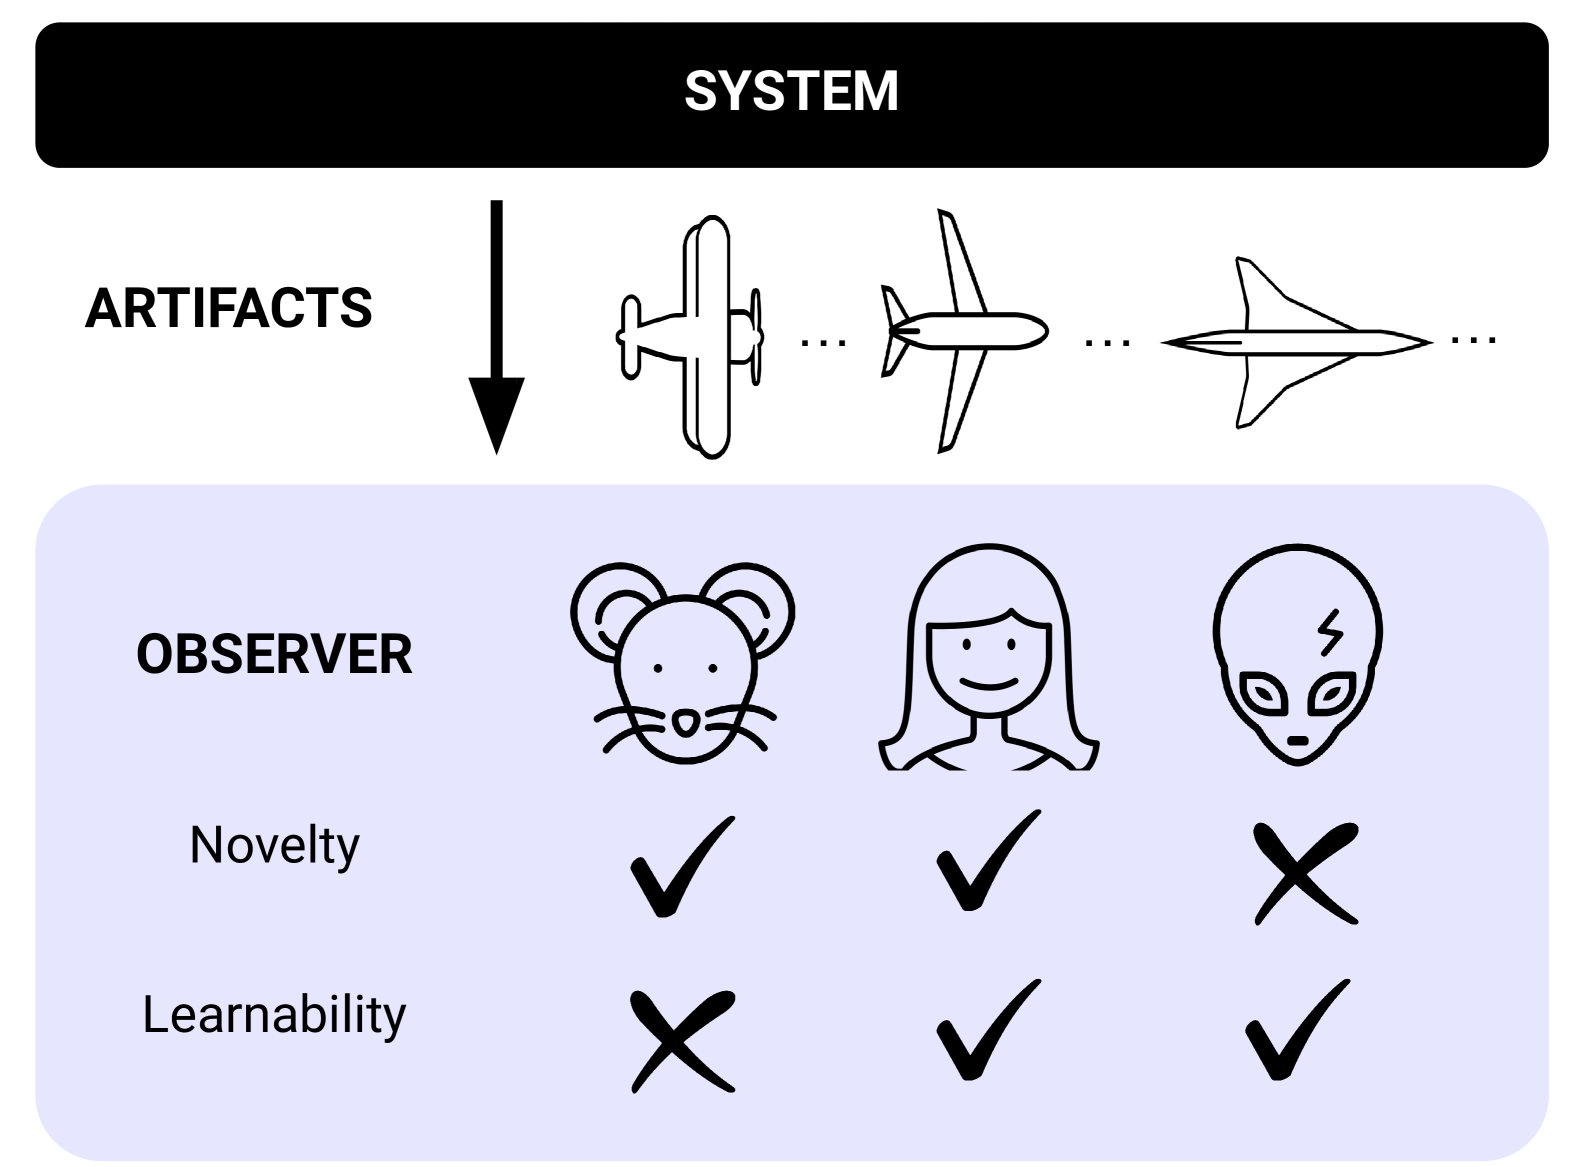 SYSTEM
ARTIFACTS
... ... ...
OBSERVER
Novelty
Learnability